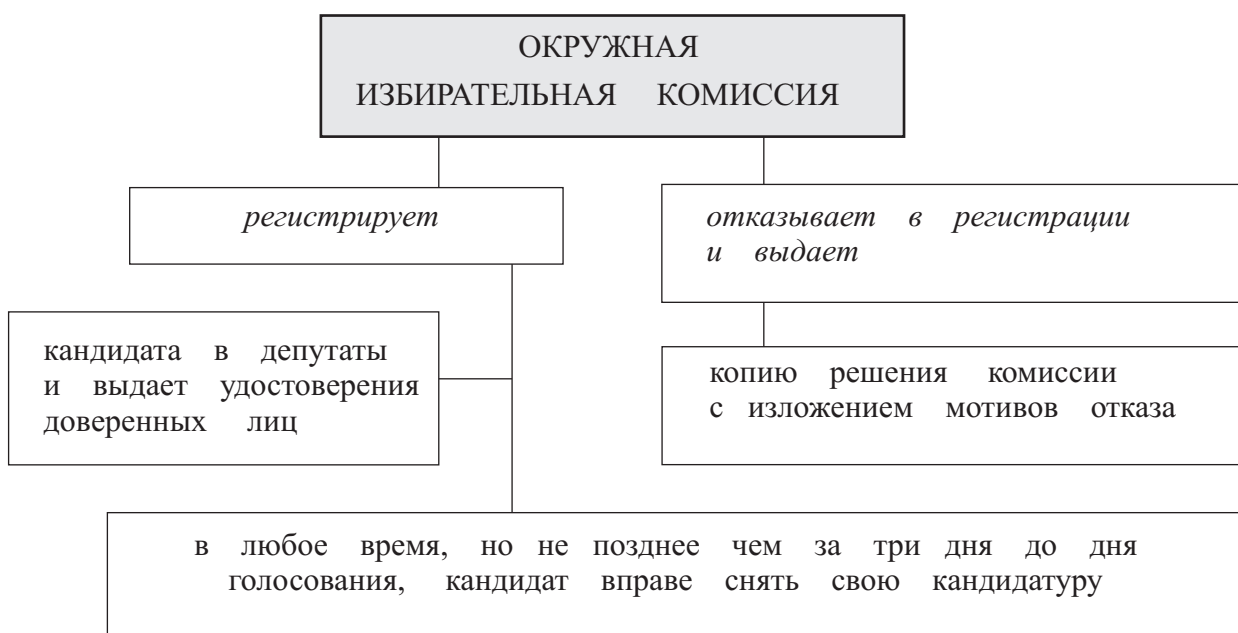 ОКРУЖНАЯ
ИЗБИРАТЕЛЬНАЯ КОМИССИЯ
регистрирует
отказывает в регистрации
и выдает
кандидата в депутаты
и выдает удостоверения
доверенных лиц
копию решения комиссии
с изложением мотивов отказа
в любое время, но не позднее чем за три дня до дня
голосования, кандидат вправе снять свою кандидатуру